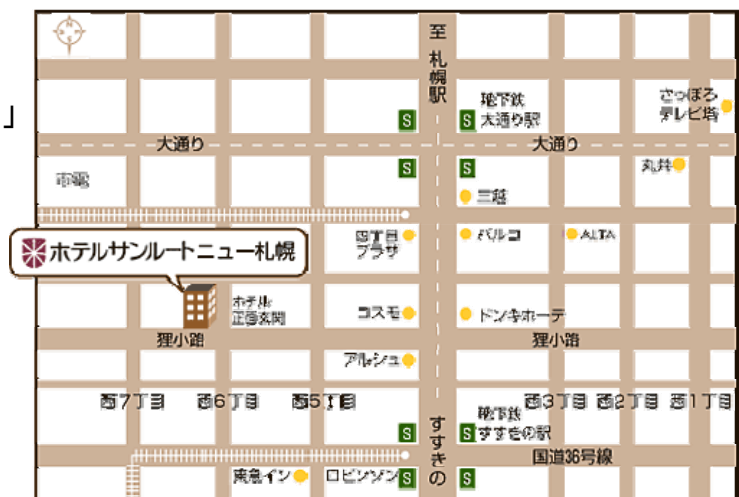 至
札幌駅
N
」
地下鉄
大通り駅
さっぽろ
テレビ塔
S
S
大通り
大通り
S
S
市電
丸井
三越
四丁目
プラザ
パルコ
ALTA
ホテルサンルートニュー札幌
ホテル
正面玄関
コスモ
ドンキホーテ
狸小路
狸小路
アルシュ
西7丁目
西6丁目
西5丁目
西3丁目
西2丁目
西1丁目
すすきの
地下鉄
すすきの駅
S
S
国道36号線
東急イン
ロビンソン
S
S